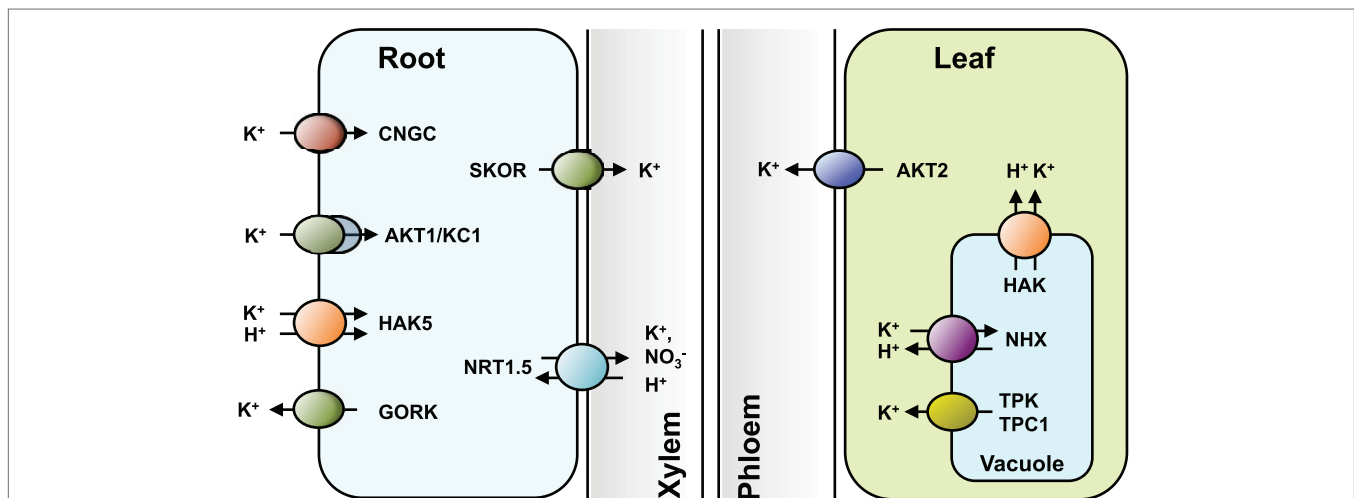 Root
K⁺ CNGC
SKOR K⁺
K⁺ AKT1/KC1
K⁺
H⁺
HAK5
K⁺,
NO₃⁻
H⁺
NRT1.5
K⁺ GORK
Xylem
Phloem
Leaf
K⁺ AKT2
H⁺ K⁺
HAK
K⁺
H⁺
NHX
K⁺
TPK
TPC1
Vacuole